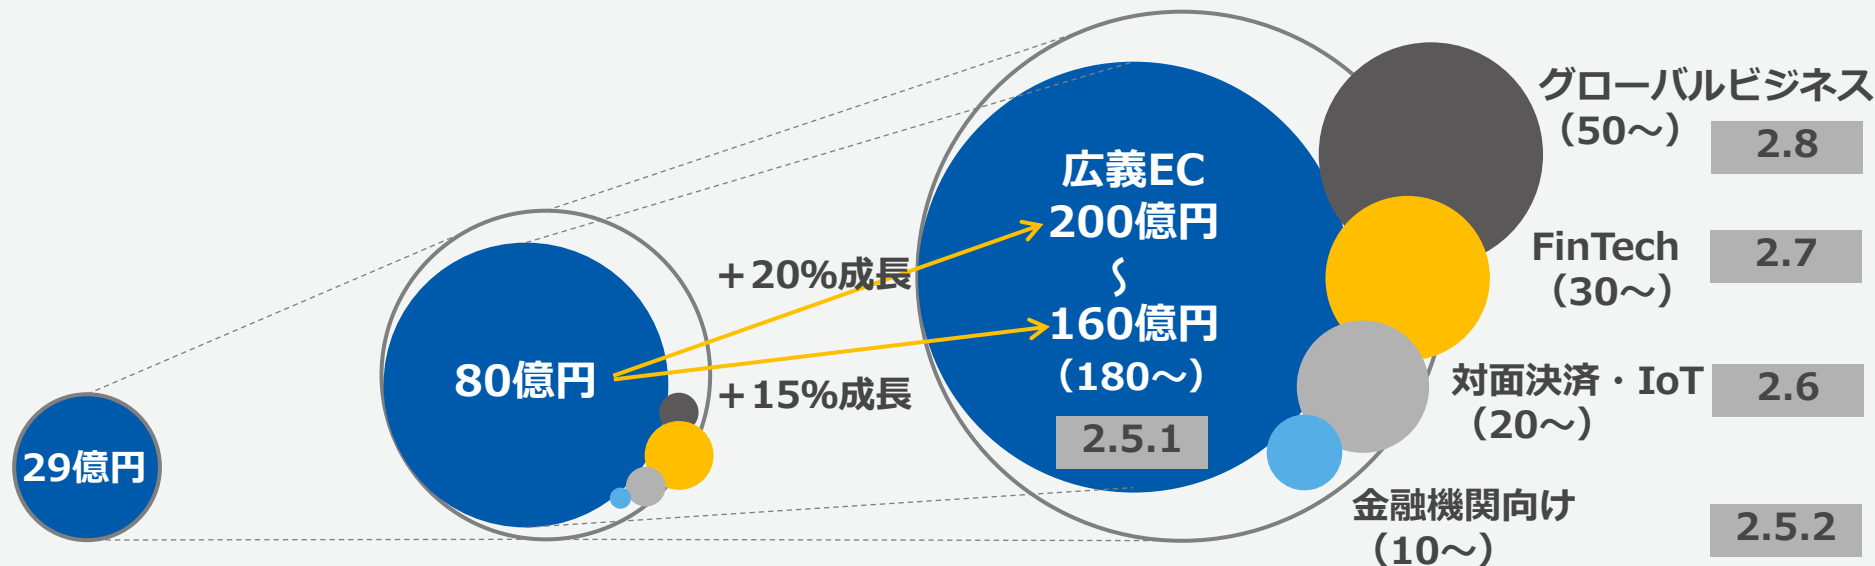 29億円
80億円
+20%成長
+15%成長
広義EC
200億円
~
160億円
(180~)
2.5.1
グローバルビジネス
(50~)
2.8
FinTech
(30~)
2.7
対面決済・IoT
(20~)
2.6
金融機関向け
(10~)
2.5.2